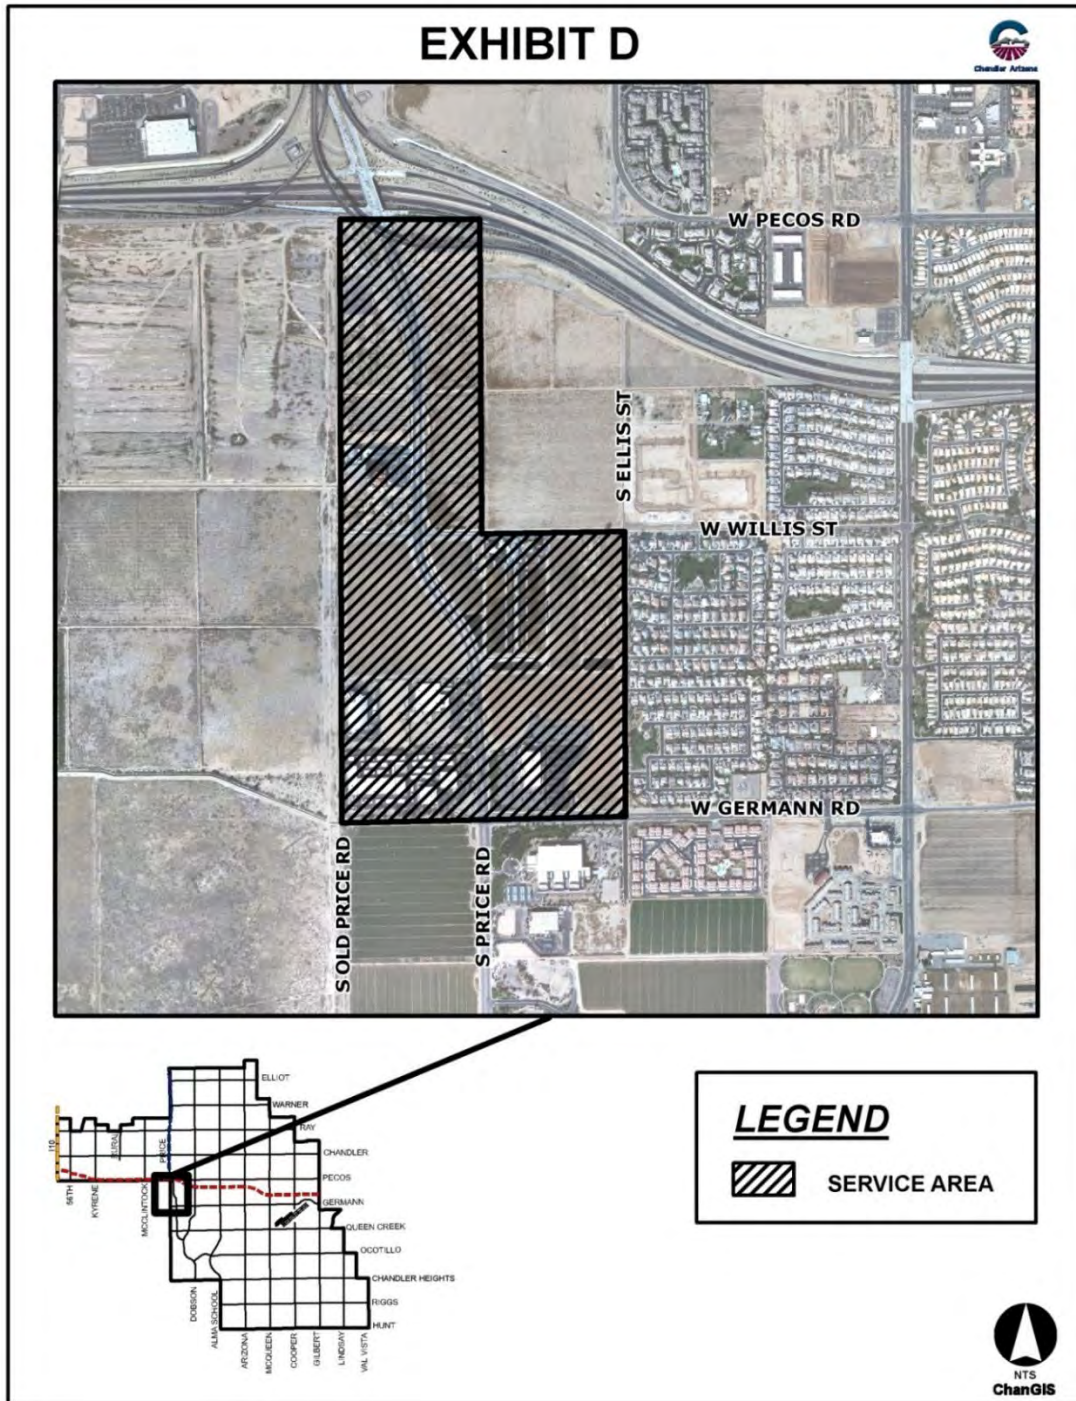 EXHIBIT D
Chandler Arizona
W PECOS RD
S ELLIS ST
W WILLIS ST
W GERMANN RD
S OLD PRICE RD
S PRICE RD
ELLIOT
WARNER
RAY
CHANDLER
PECOS
GERMANN
QUEEN CREEK
OCOTILLO
CHANDLER HEIGHTS
RIGGS
HUNT
I10
56TH
KYRENE
RURAL
MCCLINTOCK
PRICE
DOBSON
ALMA SCHOOL
ARIZONA
MCQUEEN
COOPER
GILBERT
LINDSAY
VAL VISTA
LEGEND
SERVICE AREA
NTS
ChanGIS